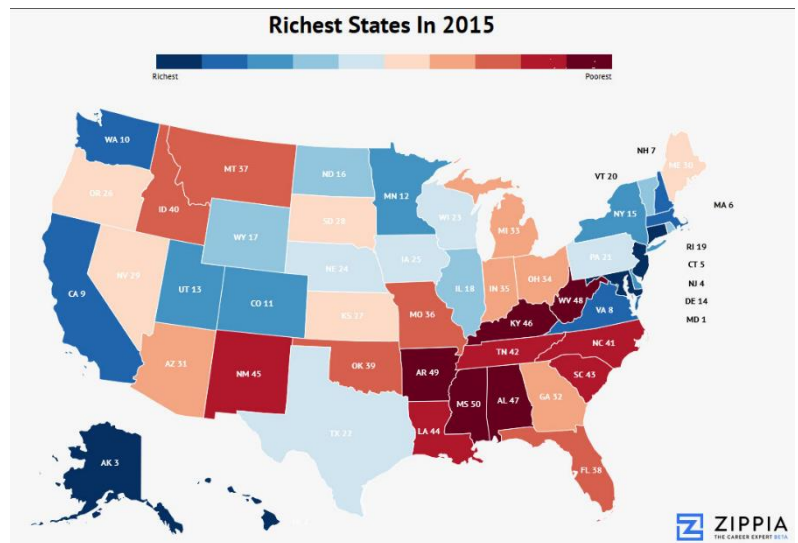 Richest States In 2015
Richest
Poorest
WA 10
MT 37
ND 16
MN 12
NH 7
VT 20
ME 30
OR 26
ID 40
SD 28
WI 23
NY 15
MA 6
WY 17
MI 33
RI 19
NE 24
IA 25
PA 21
CT 5
NV 29
UT 13
CO 11
IL 18
IN 35
OH 34
NJ 4
CA 9
KS 27
MO 36
WV 48
VA 8
DE 14
MD 1
KY 46
NC 41
AZ 31
NM 45
OK 39
AR 49
TN 42
SC 43
MS 50
AL 47
GA 32
TX 22
LA 44
FL 38
AK 3
ZIPPIA
THE CAREER EXPERT BETA